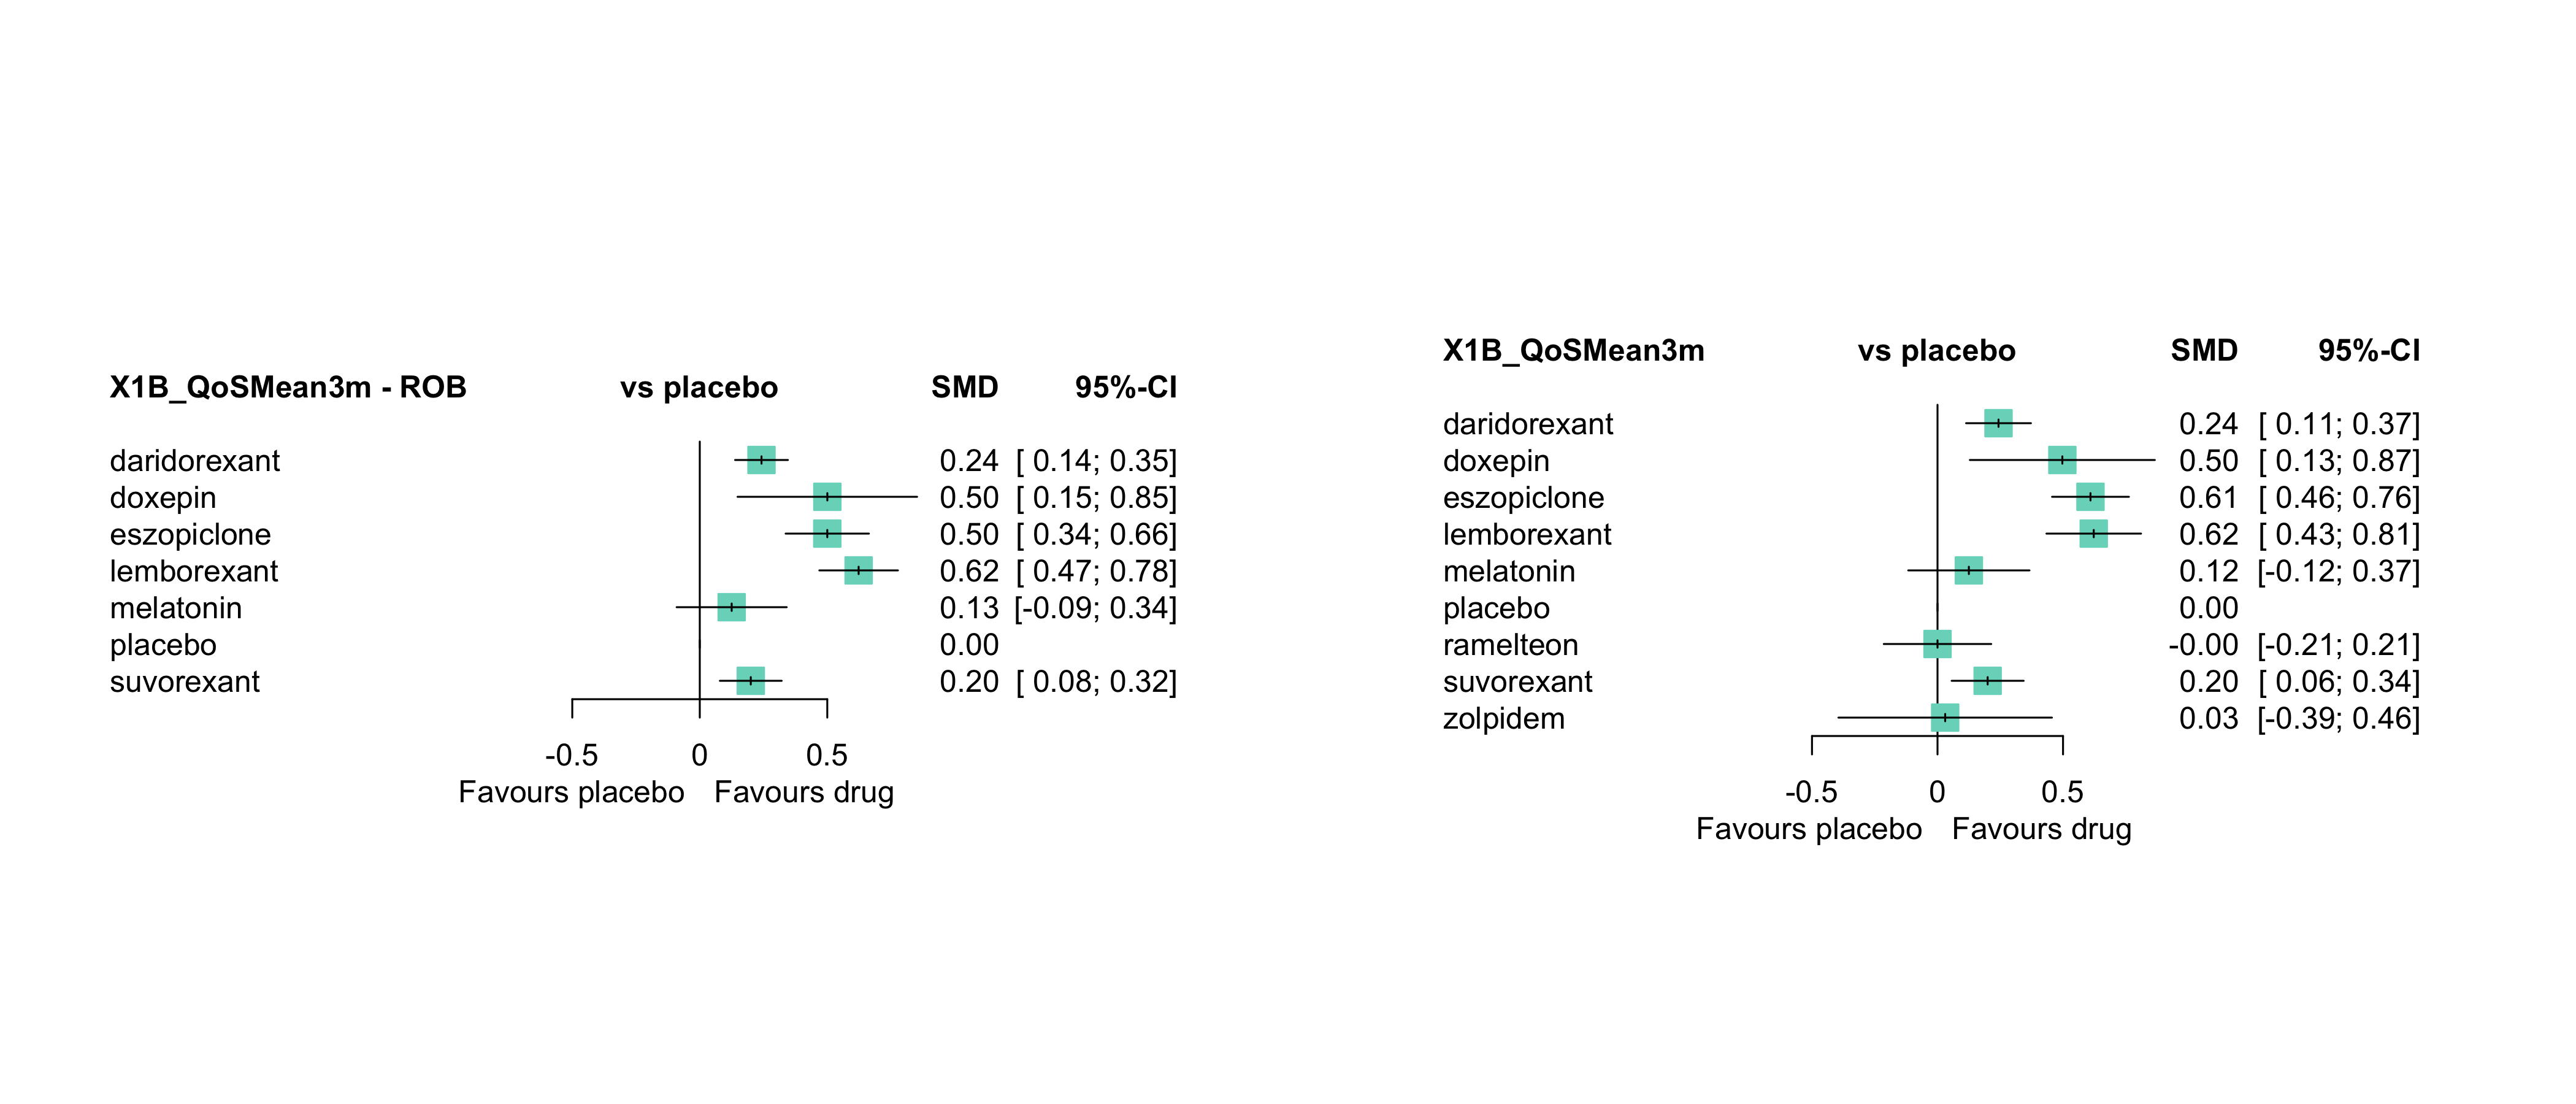 X1B_QoSMean3m - ROB vs placebo SMD 95%-CI
daridorexant 0.24 [ 0.14; 0.35]
doxepin 0.50 [ 0.15; 0.85]
eszopiclone 0.50 [ 0.34; 0.66]
lemborexant 0.62 [ 0.47; 0.78]
melatonin 0.13 [-0.09; 0.34]
placebo 0.00
suvorexant 0.20 [ 0.08; 0.32]
-0.5 0 0.5
Favours placebo Favours drug
X1B_QoSMean3m vs placebo SMD 95%-CI
daridorexant 0.24 [ 0.11; 0.37]
doxepin 0.50 [ 0.13; 0.87]
eszopiclone 0.61 [ 0.46; 0.76]
lemborexant 0.62 [ 0.43; 0.81]
melatonin 0.12 [-0.12; 0.37]
placebo 0.00
ramelteon -0.00 [-0.21; 0.21]
suvorexant 0.20 [ 0.06; 0.34]
zolpidem 0.03 [-0.39; 0.46]
-0.5 0 0.5
Favours placebo Favours drug